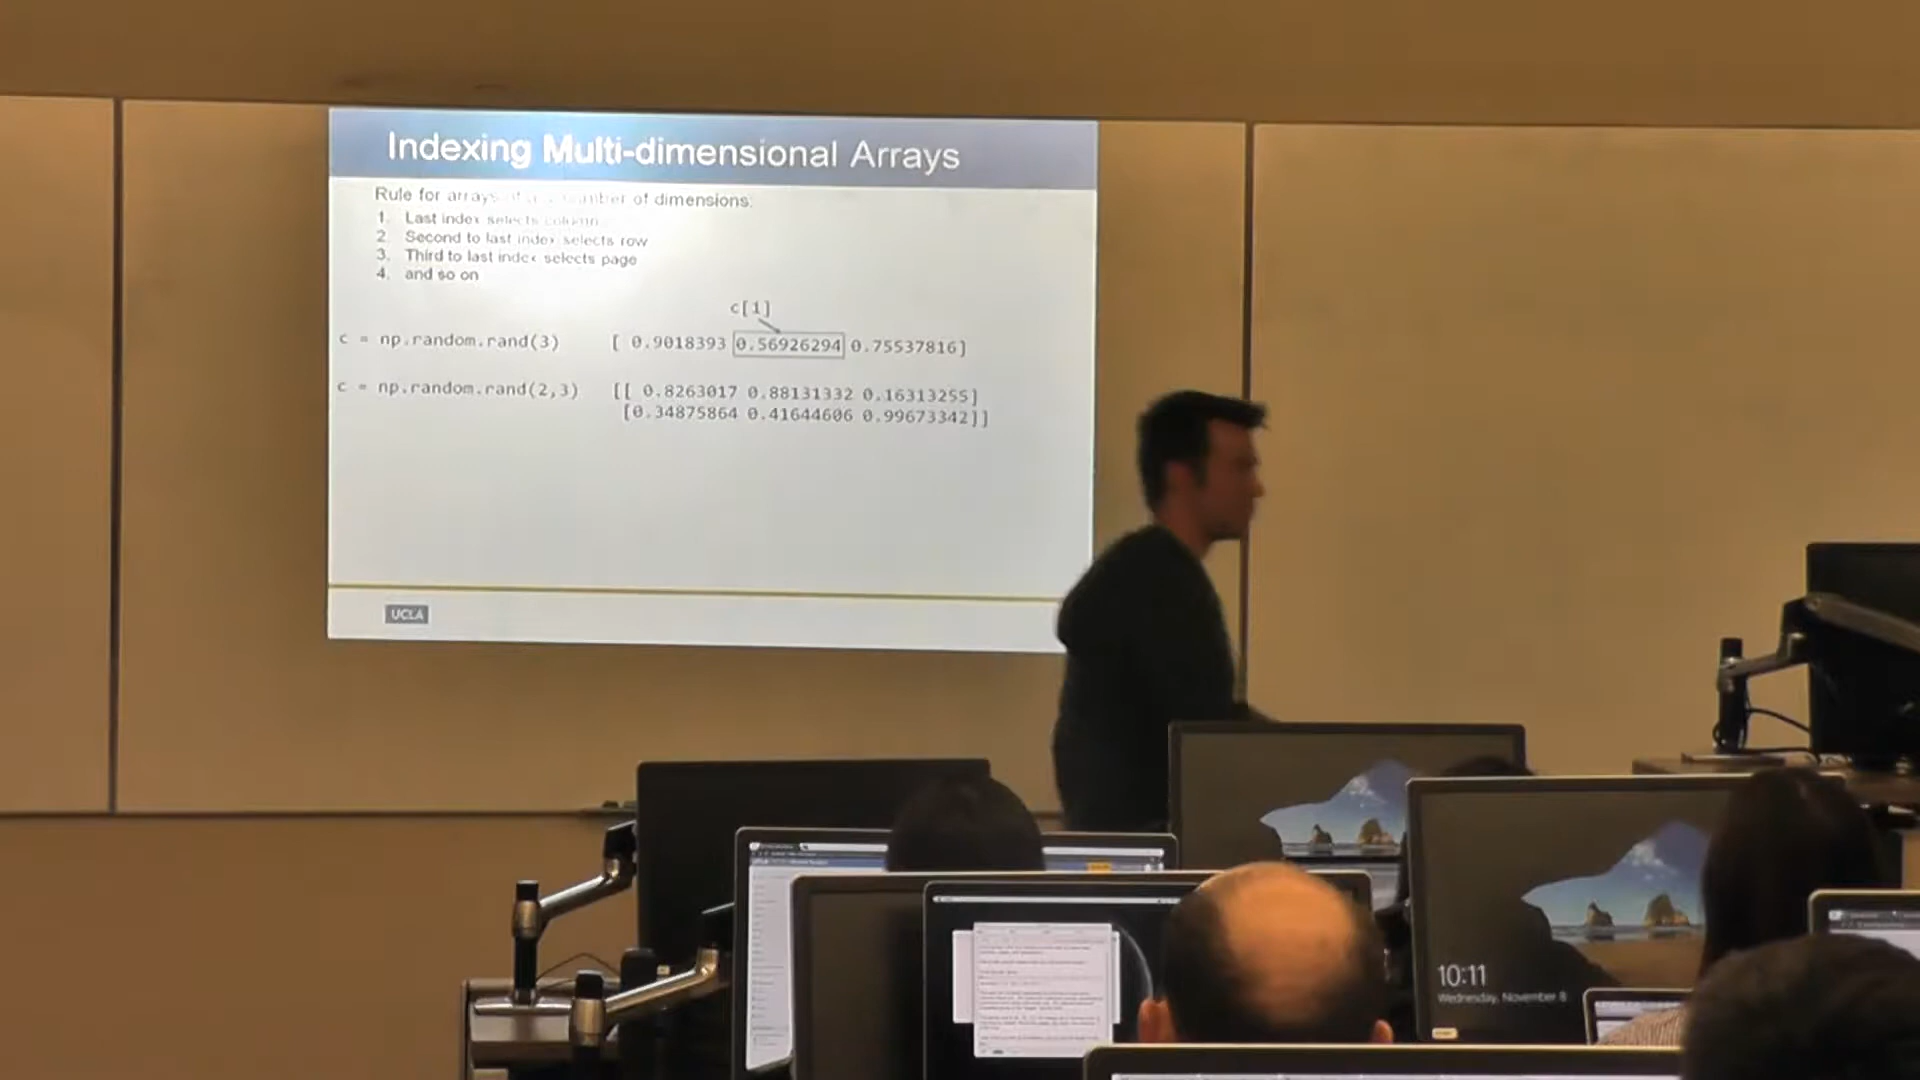 Indexing Multi-dimensional Arrays
Rule for arrays of number of dimensions:
1. Last index selects column
2. Second to last index selects row
3. Third to last index selects page
4. and so on
c[1]
c = np.random.rand(3) [ 0.9018393 0.56926294 0.75537816]
c = np.random.rand(2,3) [[ 0.8263017 0.88131332 0.16313255]
[0.34875864 0.41644606 0.99673342]]
UCLA
10:11
Wednesday, November 8